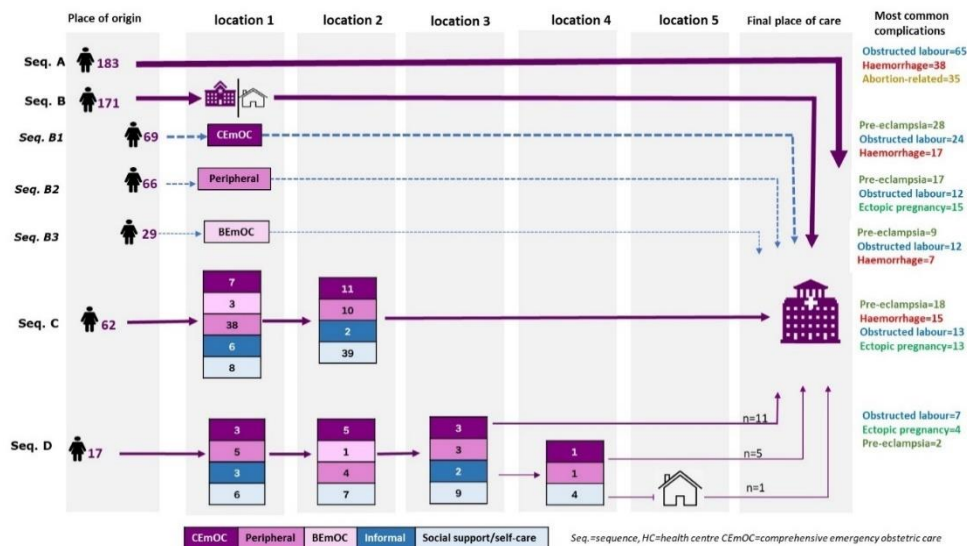 Place of origin location 1 location 2 location 3 location 4 location 5 Final place of care Most common complications
Seq. A 183
Obstructed labour=65
Haemorrhage=38
Abortion-related=35
Seq. B 171
Seq. B1 69 CEmOC
Pre-eclampsia=28
Obstructed labour=24
Haemorrhage=17
Seq. B2 66 Peripheral
Pre-eclampsia=17
Obstructed labour=12
Ectopic pregnancy=15
Seq. B3 29 BEmOC
Pre-eclampsia=9
Obstructed labour=12
Haemorrhage=7
Seq. C 62
7
3
38
6
8
11
10
2
39
Pre-eclampsia=18
Haemorrhage=15
Obstructed labour=13
Ectopic pregnancy=13
Seq. D 17
3
5
3
6
5
1
4
7
3
3
2
9
1
1
4
n=11
n=5
n=1
Obstructed labour=7
Ectopic pregnancy=4
Pre-eclampsia=2
CEmOC Peripheral BEmOC Informal Social support/self-care
Seq.=sequence, HC=health centre CEmOC=comprehensive emergency obstetric care